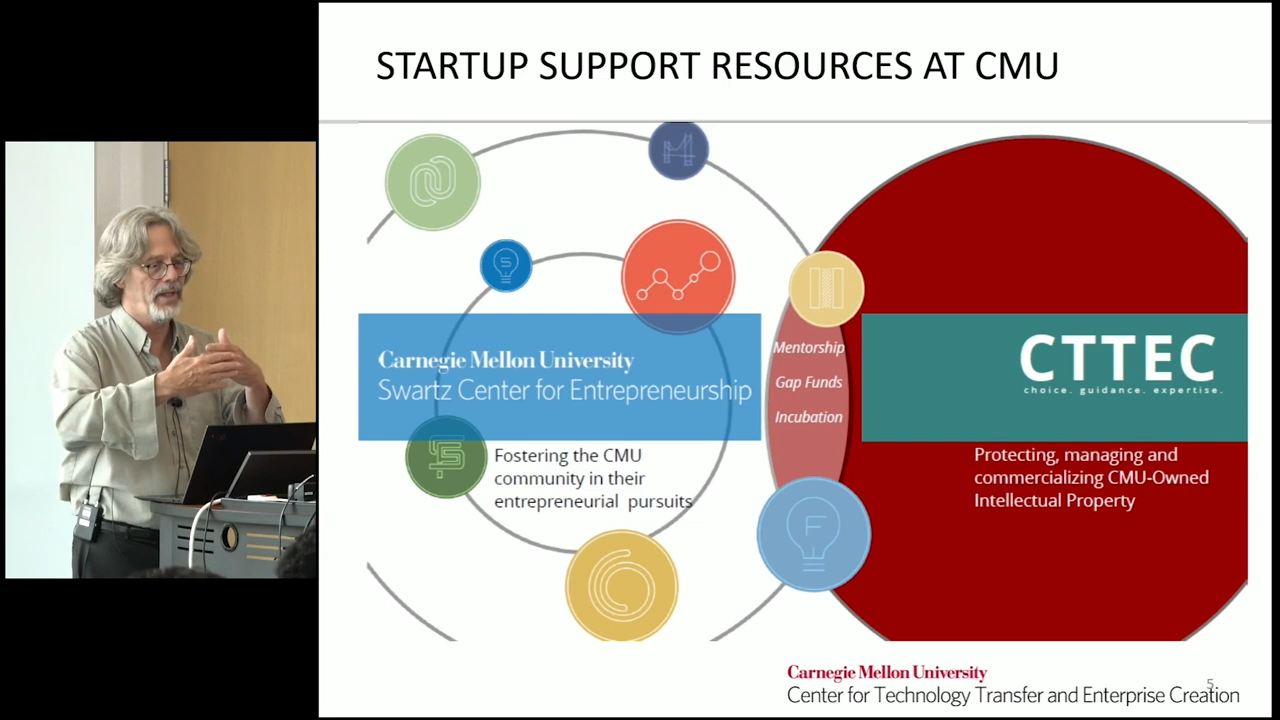 STARTUP SUPPORT RESOURCES AT CMU
S
Carnegie Mellon University
Swartz Center for Entrepreneurship
Fostering the CMU
community in their
entrepreneurial pursuits
Mentorship
Gap Funds
Incubation
F
CTTEC
choice. guidance. expertise.
Protecting, managing and
commercializing CMU-Owned
Intellectual Property
Carnegie Mellon University
Center for Technology Transfer and Enterprise Creation
5